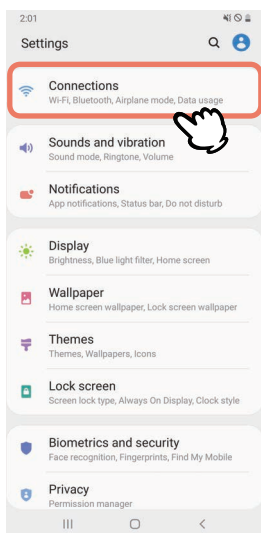 2:01
Settings
Connections
Wi-Fi, Bluetooth, Airplane mode, Data usage
Sounds and vibration
Sound mode, Ringtone, Volume
Notifications
App notifications, Status bar, Do not disturb
Display
Brightness, Blue light filter, Home screen
Wallpaper
Home screen wallpaper, Lock screen wallpaper
Themes
Themes, Wallpapers, Icons
Lock screen
Screen lock type, Always On Display, Clock style
Biometrics and security
Face recognition, Fingerprints, Find My Mobile
Privacy
Permission manager